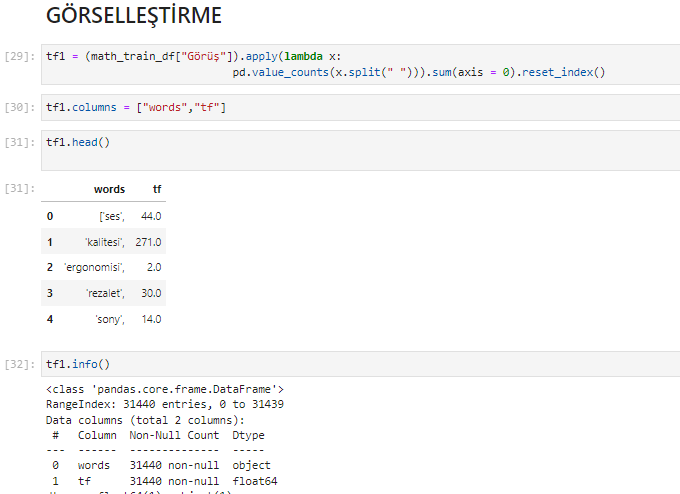 GÖRSELLEŞTİRME
[29]: tf1 = (math_train_df["Görüş"]).apply(lambda x:
pd.value_counts(x.split(" "))).sum(axis = 0).reset_index()
[30]: tf1.columns = ["words","tf"]
[31]: tf1.head()
[31]: words tf
0 ['ses', 44.0
1 'kalitesi', 271.0
2 'ergonomisi', 2.0
3 'rezalet', 30.0
4 'sony', 14.0
[32]: tf1.info()
<class 'pandas.core.frame.DataFrame'>
RangeIndex: 31440 entries, 0 to 31439
Data columns (total 2 columns):
# Column Non-Null Count Dtype
--- ------ -------------- -----
0 words 31440 non-null object
1 tf 31440 non-null float64